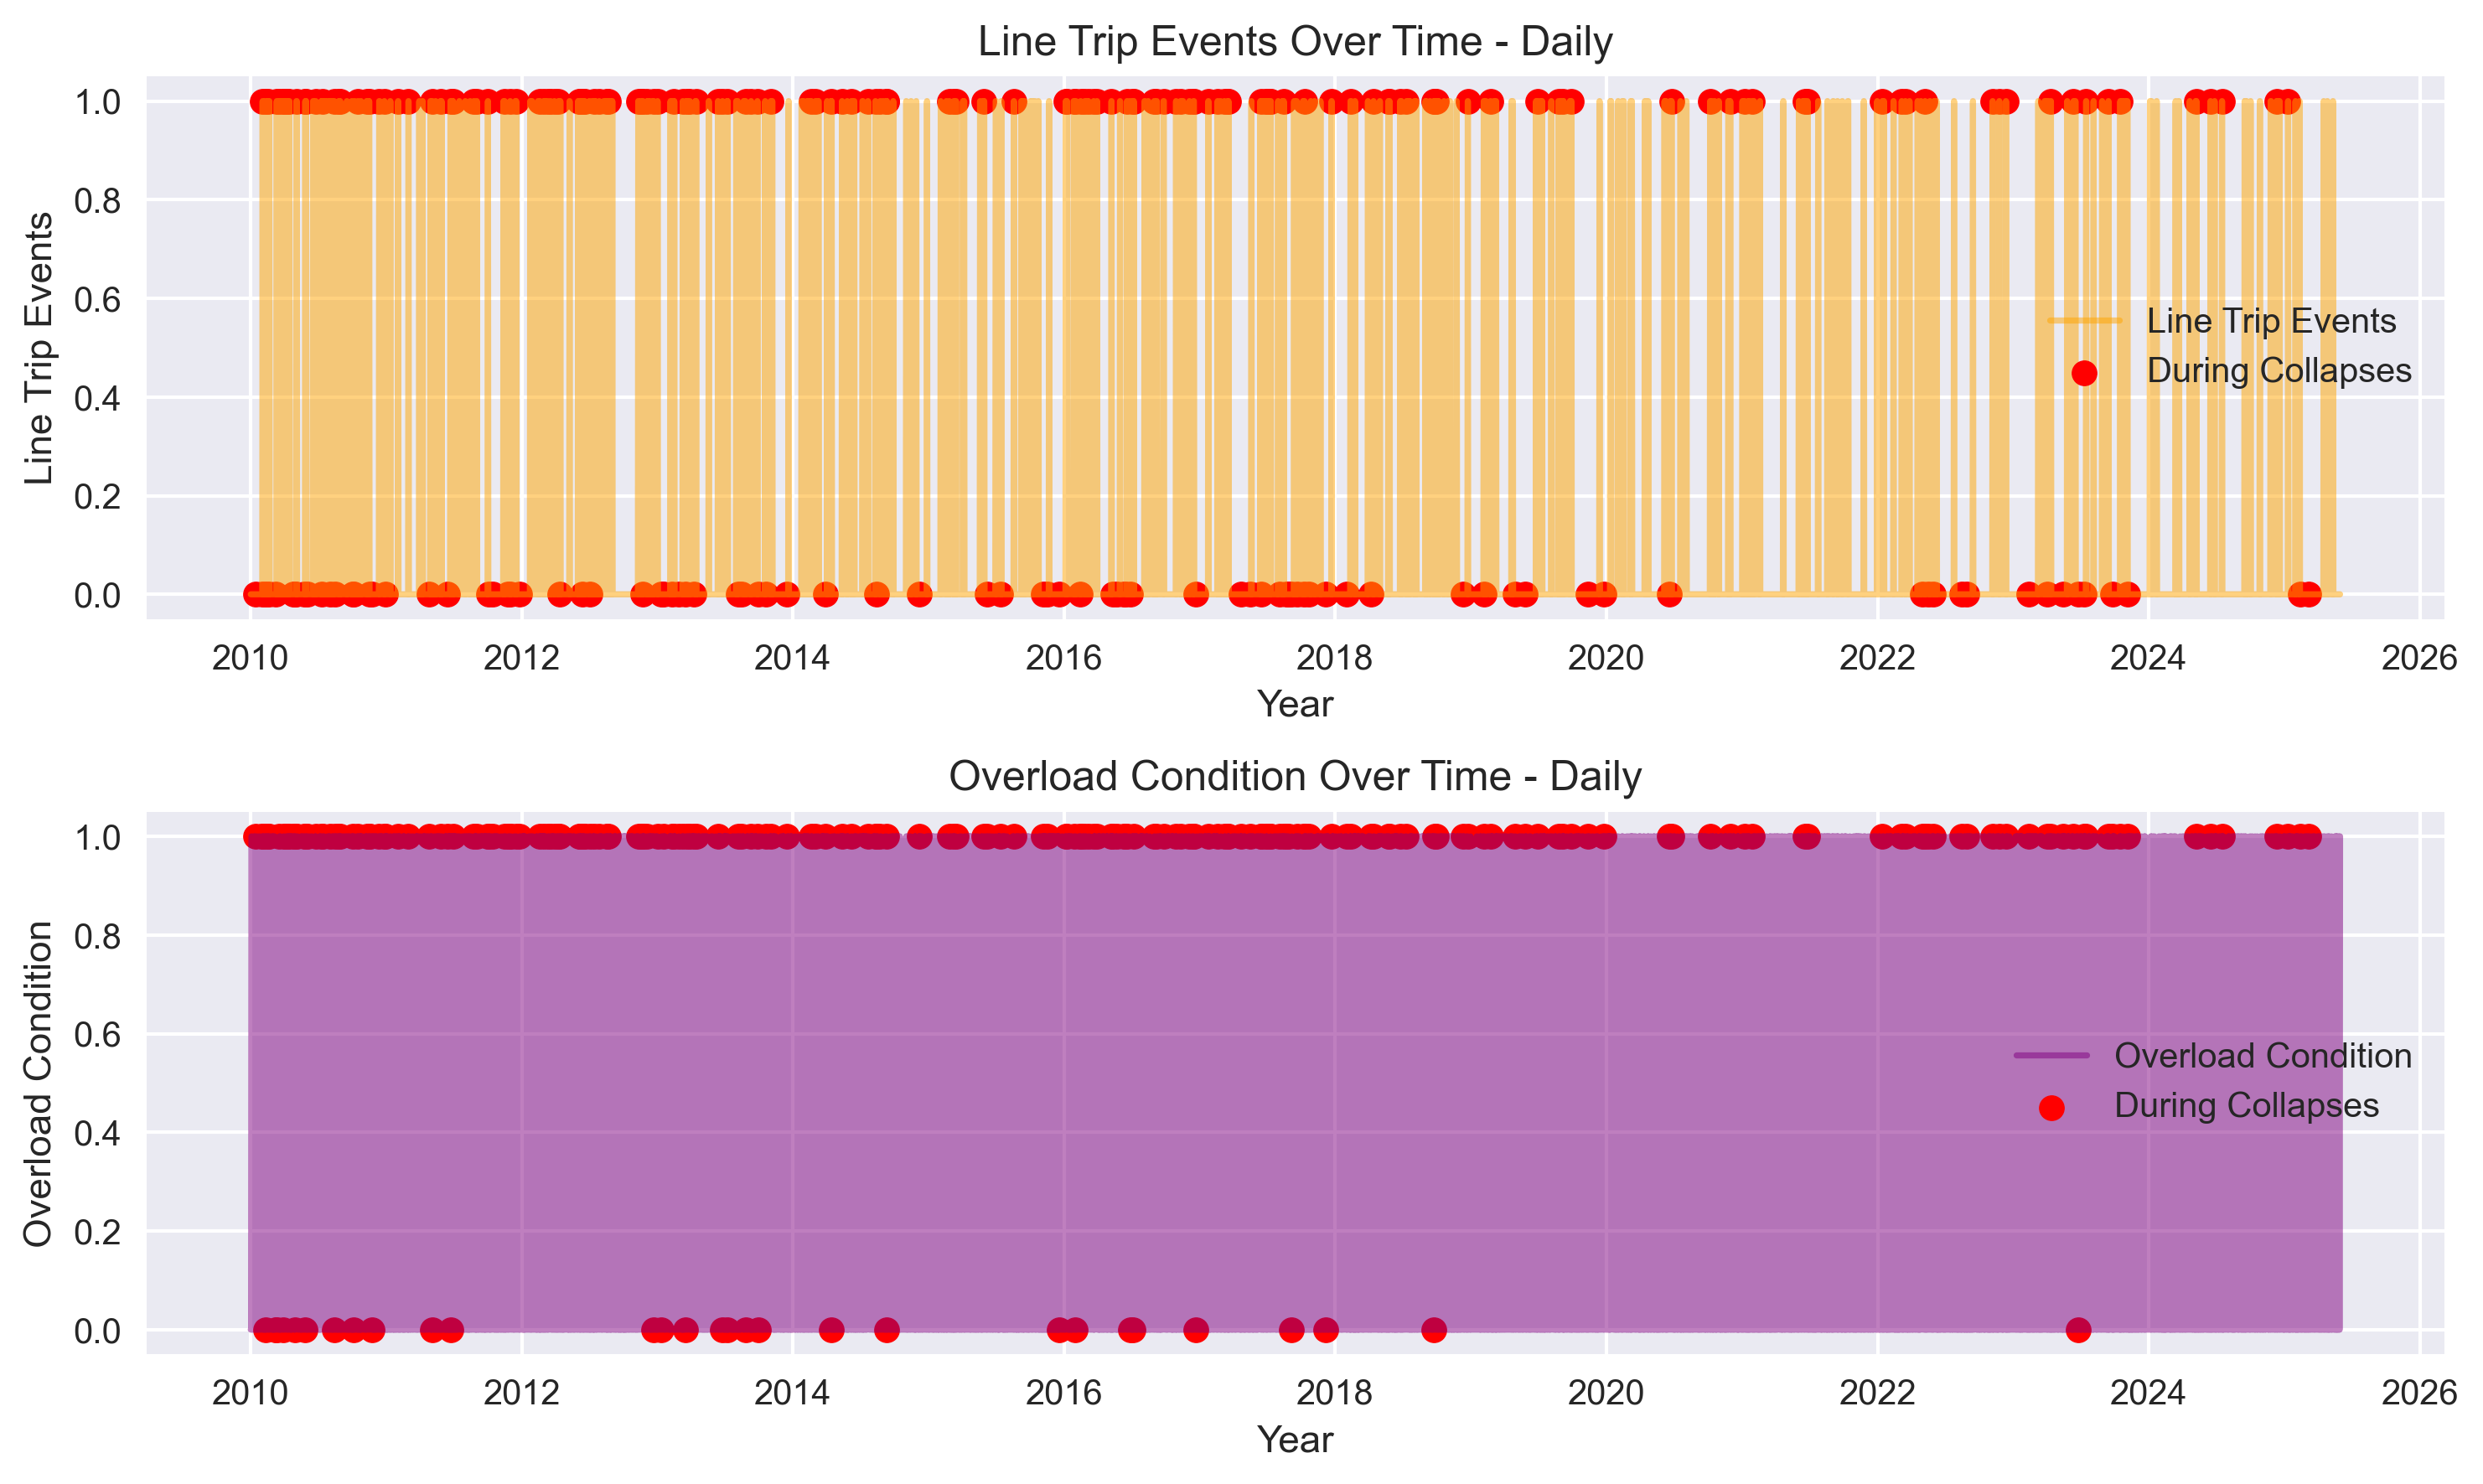 Line Trip Events Over Time - Daily
Line Trip Events
1.0
0.8
0.6
0.4
0.2
0.0
Line Trip Events
During Collapses
2010 2012 2014 2016 2018 2020 2022 2024 2026
Year
Overload Condition Over Time - Daily
Overload Condition
1.0
0.8
0.6
0.4
0.2
0.0
Overload Condition
During Collapses
2010 2012 2014 2016 2018 2020 2022 2024 2026
Year